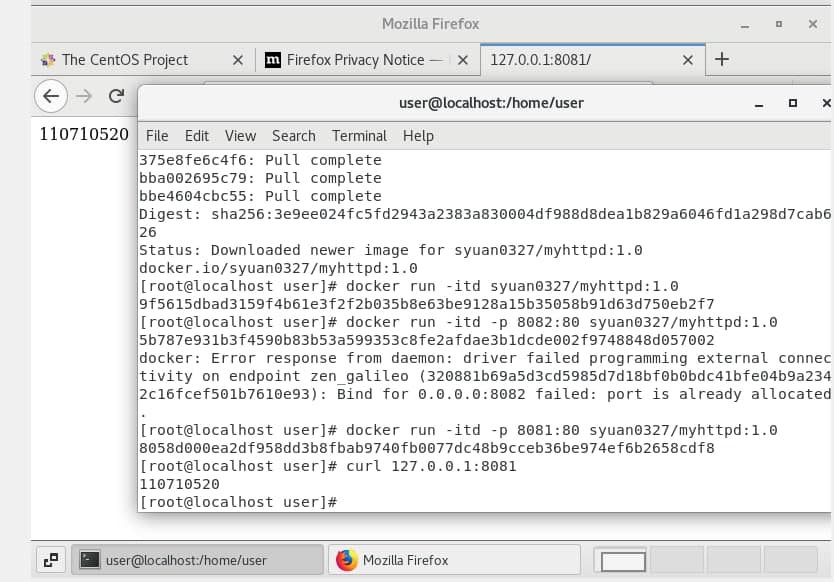 Mozilla Firefox
The CentOS Project
Firefox Privacy Notice —
127.0.0.1:8081/
110710520
user@localhost:/home/user
File Edit View Search Terminal Help
375e8fe6c4f6: Pull complete
bba002695c79: Pull complete
bbe4604cbc55: Pull complete
Digest: sha256:3e9ee024fc5fd2943a2383a830004df988d8dea1b829a6046fd1a298d7cab6
26
Status: Downloaded newer image for syuan0327/myhttpd:1.0
docker.io/syuan0327/myhttpd:1.0
[root@localhost user]# docker run -itd syuan0327/myhttpd:1.0
9f5615dbad3159f4b61e3f2f2b035b8e63be9128a15b35058b91d63d750eb2f7
[root@localhost user]# docker run -itd -p 8082:80 syuan0327/myhttpd:1.0
5b787e931b3f4590b83b53a599353c8fe2afdae3b1dcde002f9748848d057002
docker: Error response from daemon: driver failed programming external connec
tivity on endpoint zen_galileo (320881b69a5d3cd5985d7d18bf0b0bdc41bfe04b9a234
2c16fcef501b7610e93): Bind for 0.0.0.0:8082 failed: port is already allocated
.
[root@localhost user]# docker run -itd -p 8081:80 syuan0327/myhttpd:1.0
8058d000ea2df958dd3b8fbab9740fb0077dc48b9cceb36be974ef6b2658cdf8
[root@localhost user]# curl 127.0.0.1:8081
110710520
[root@localhost user]#
user@localhost:/home/user
Mozilla Firefox